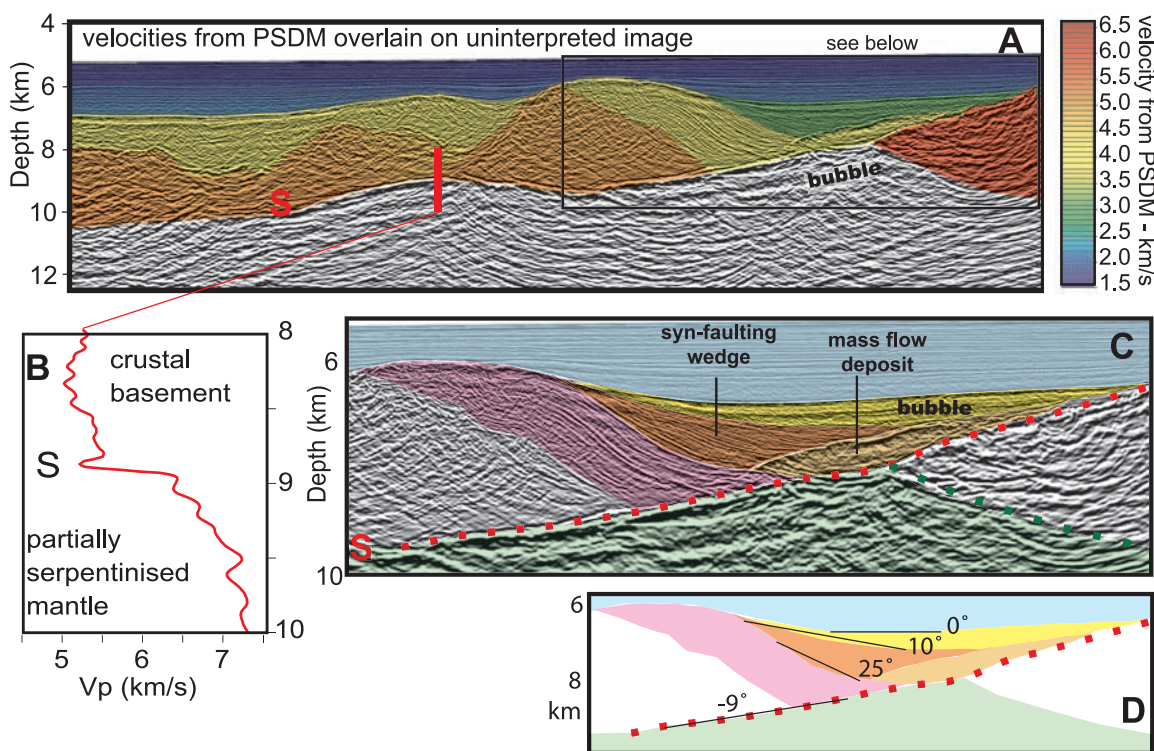 velocities from PSDM overlain on uninterpreted image
see below
A
4
6
8
10
12
Depth (km)
S
bubble
6.5
6.0
5.5
5.0
4.5
4.0
3.5
3.0
2.5
2.0
1.5
velocity from PSDM - km/s
B
crustal
basement
S
partially
serpentinised
mantle
8
9
10
5
6
7
Vp (km/s)
C
syn-faulting
wedge
mass flow
deposit
bubble
6
10
Depth (km)
S
D
6
8
km
0°
10°
25°
-9°